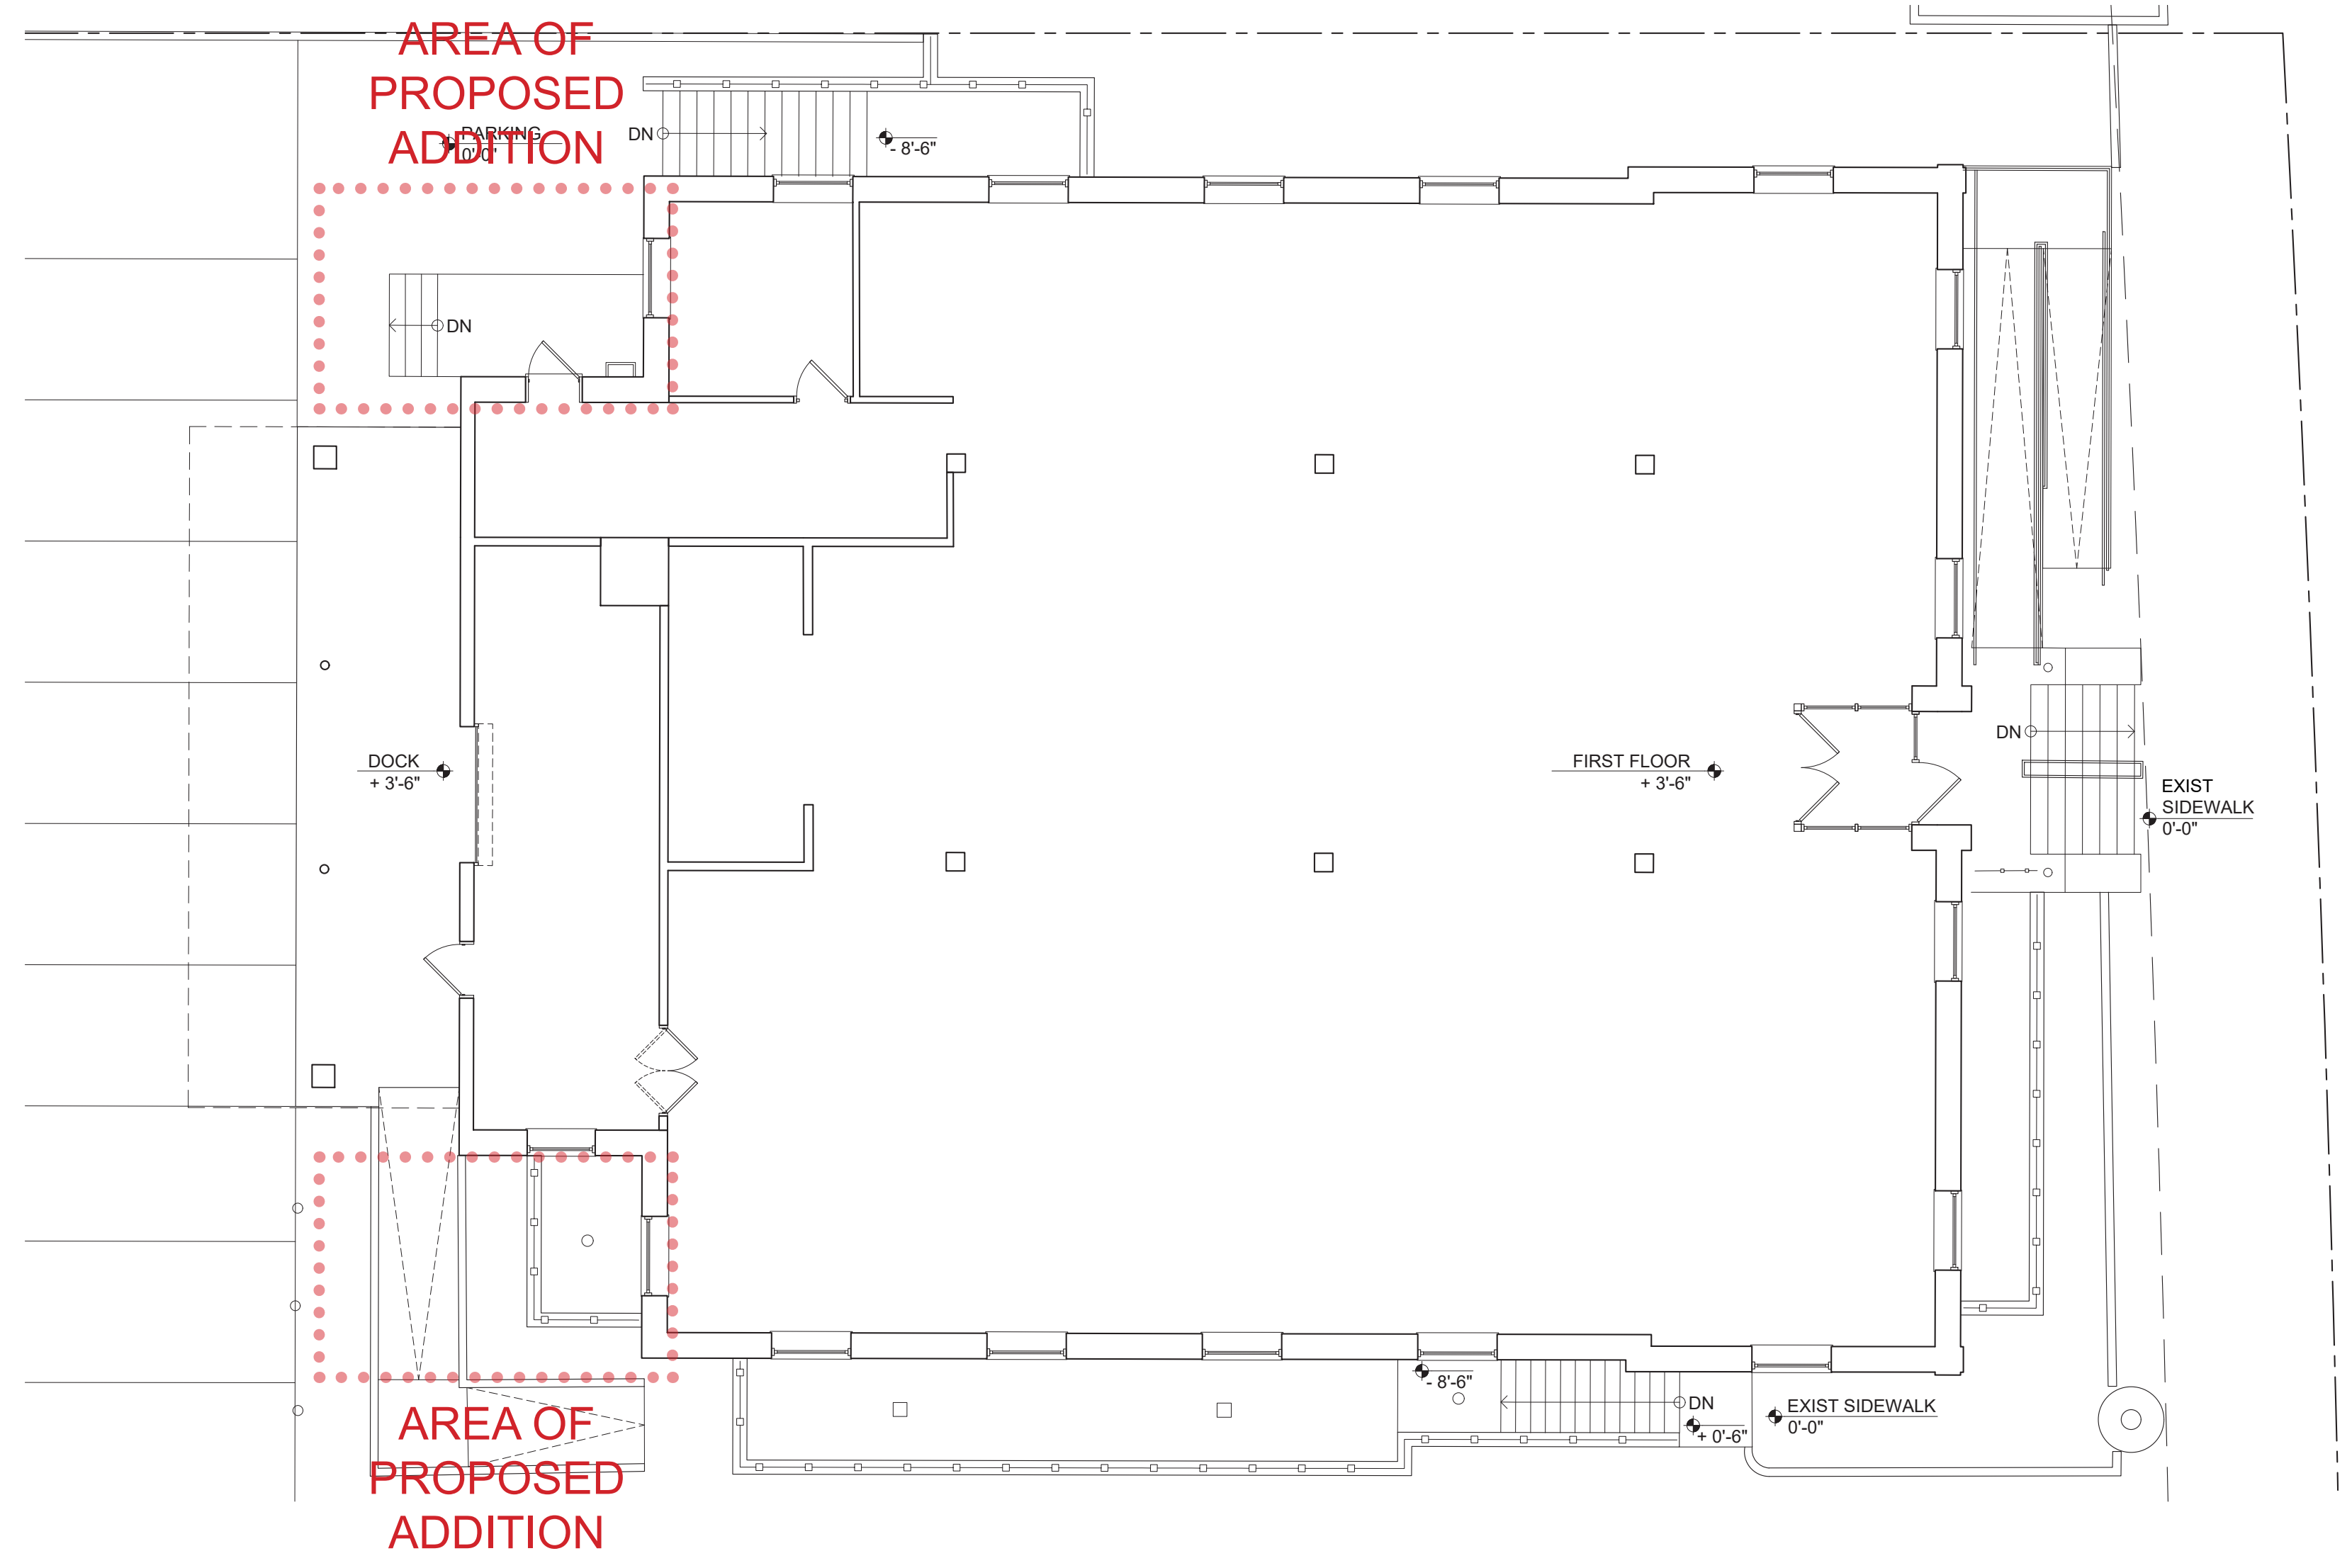 AREA OF
PROPOSED
ADDITION
PARKING
0'-0"
DN
- 8'-6"
DN
DOCK
+ 3'-6"
FIRST FLOOR
+ 3'-6"
DN
EXIST
SIDEWALK
0'-0"
- 8'-6"
DN
+ 0'-6"
EXIST SIDEWALK
0'-0"
AREA OF
PROPOSED
ADDITION